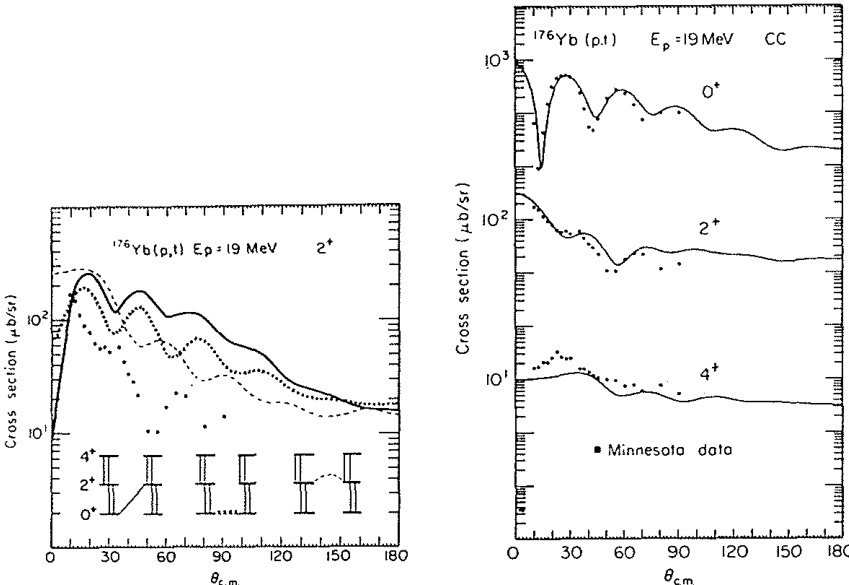 ¹⁷⁶Yb(p,t) Eₚ = 19 MeV 2⁺
Cross section (μb/sr)
10²
10¹
4⁺
2⁺
0⁺
0 30 60 90 120 150 180
θc.m.
¹⁷⁶Yb (p.t) Eₚ = 19 MeV CC
Cross section (μb/sr)
10³
0⁺
10²
2⁺
10¹
4⁺
■ Minnesota data
0 30 60 90 120 150 180
θc.m.